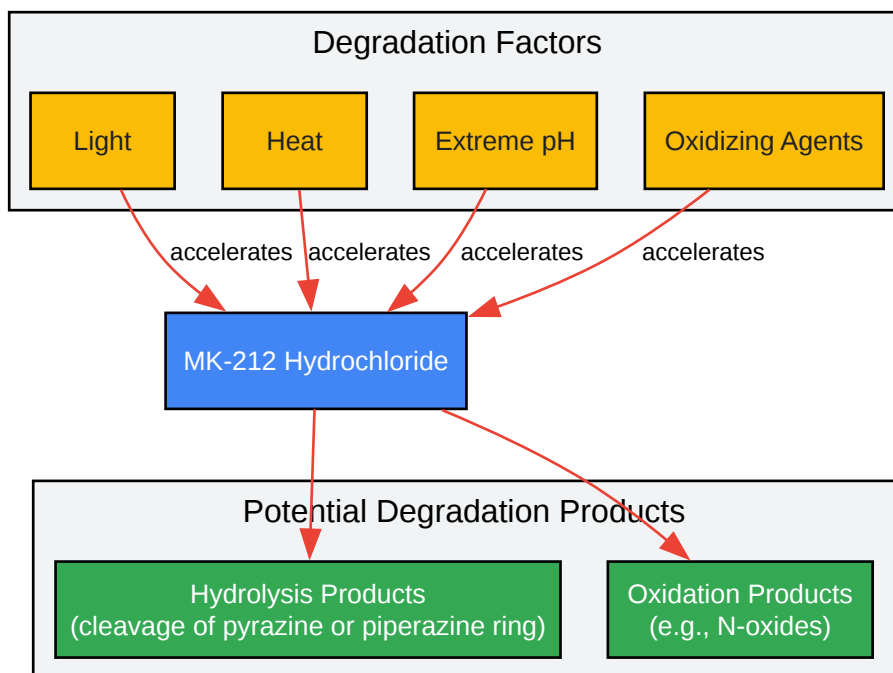 Degradation Factors
Light
Heat
Extreme pH
Oxidizing Agents
accelerates
accelerates
accelerates
accelerates
MK-212 Hydrochloride
Potential Degradation Products
Hydrolysis Products
(cleavage of pyrazine or piperazine ring)
Oxidation Products
(e.g., N-oxides)